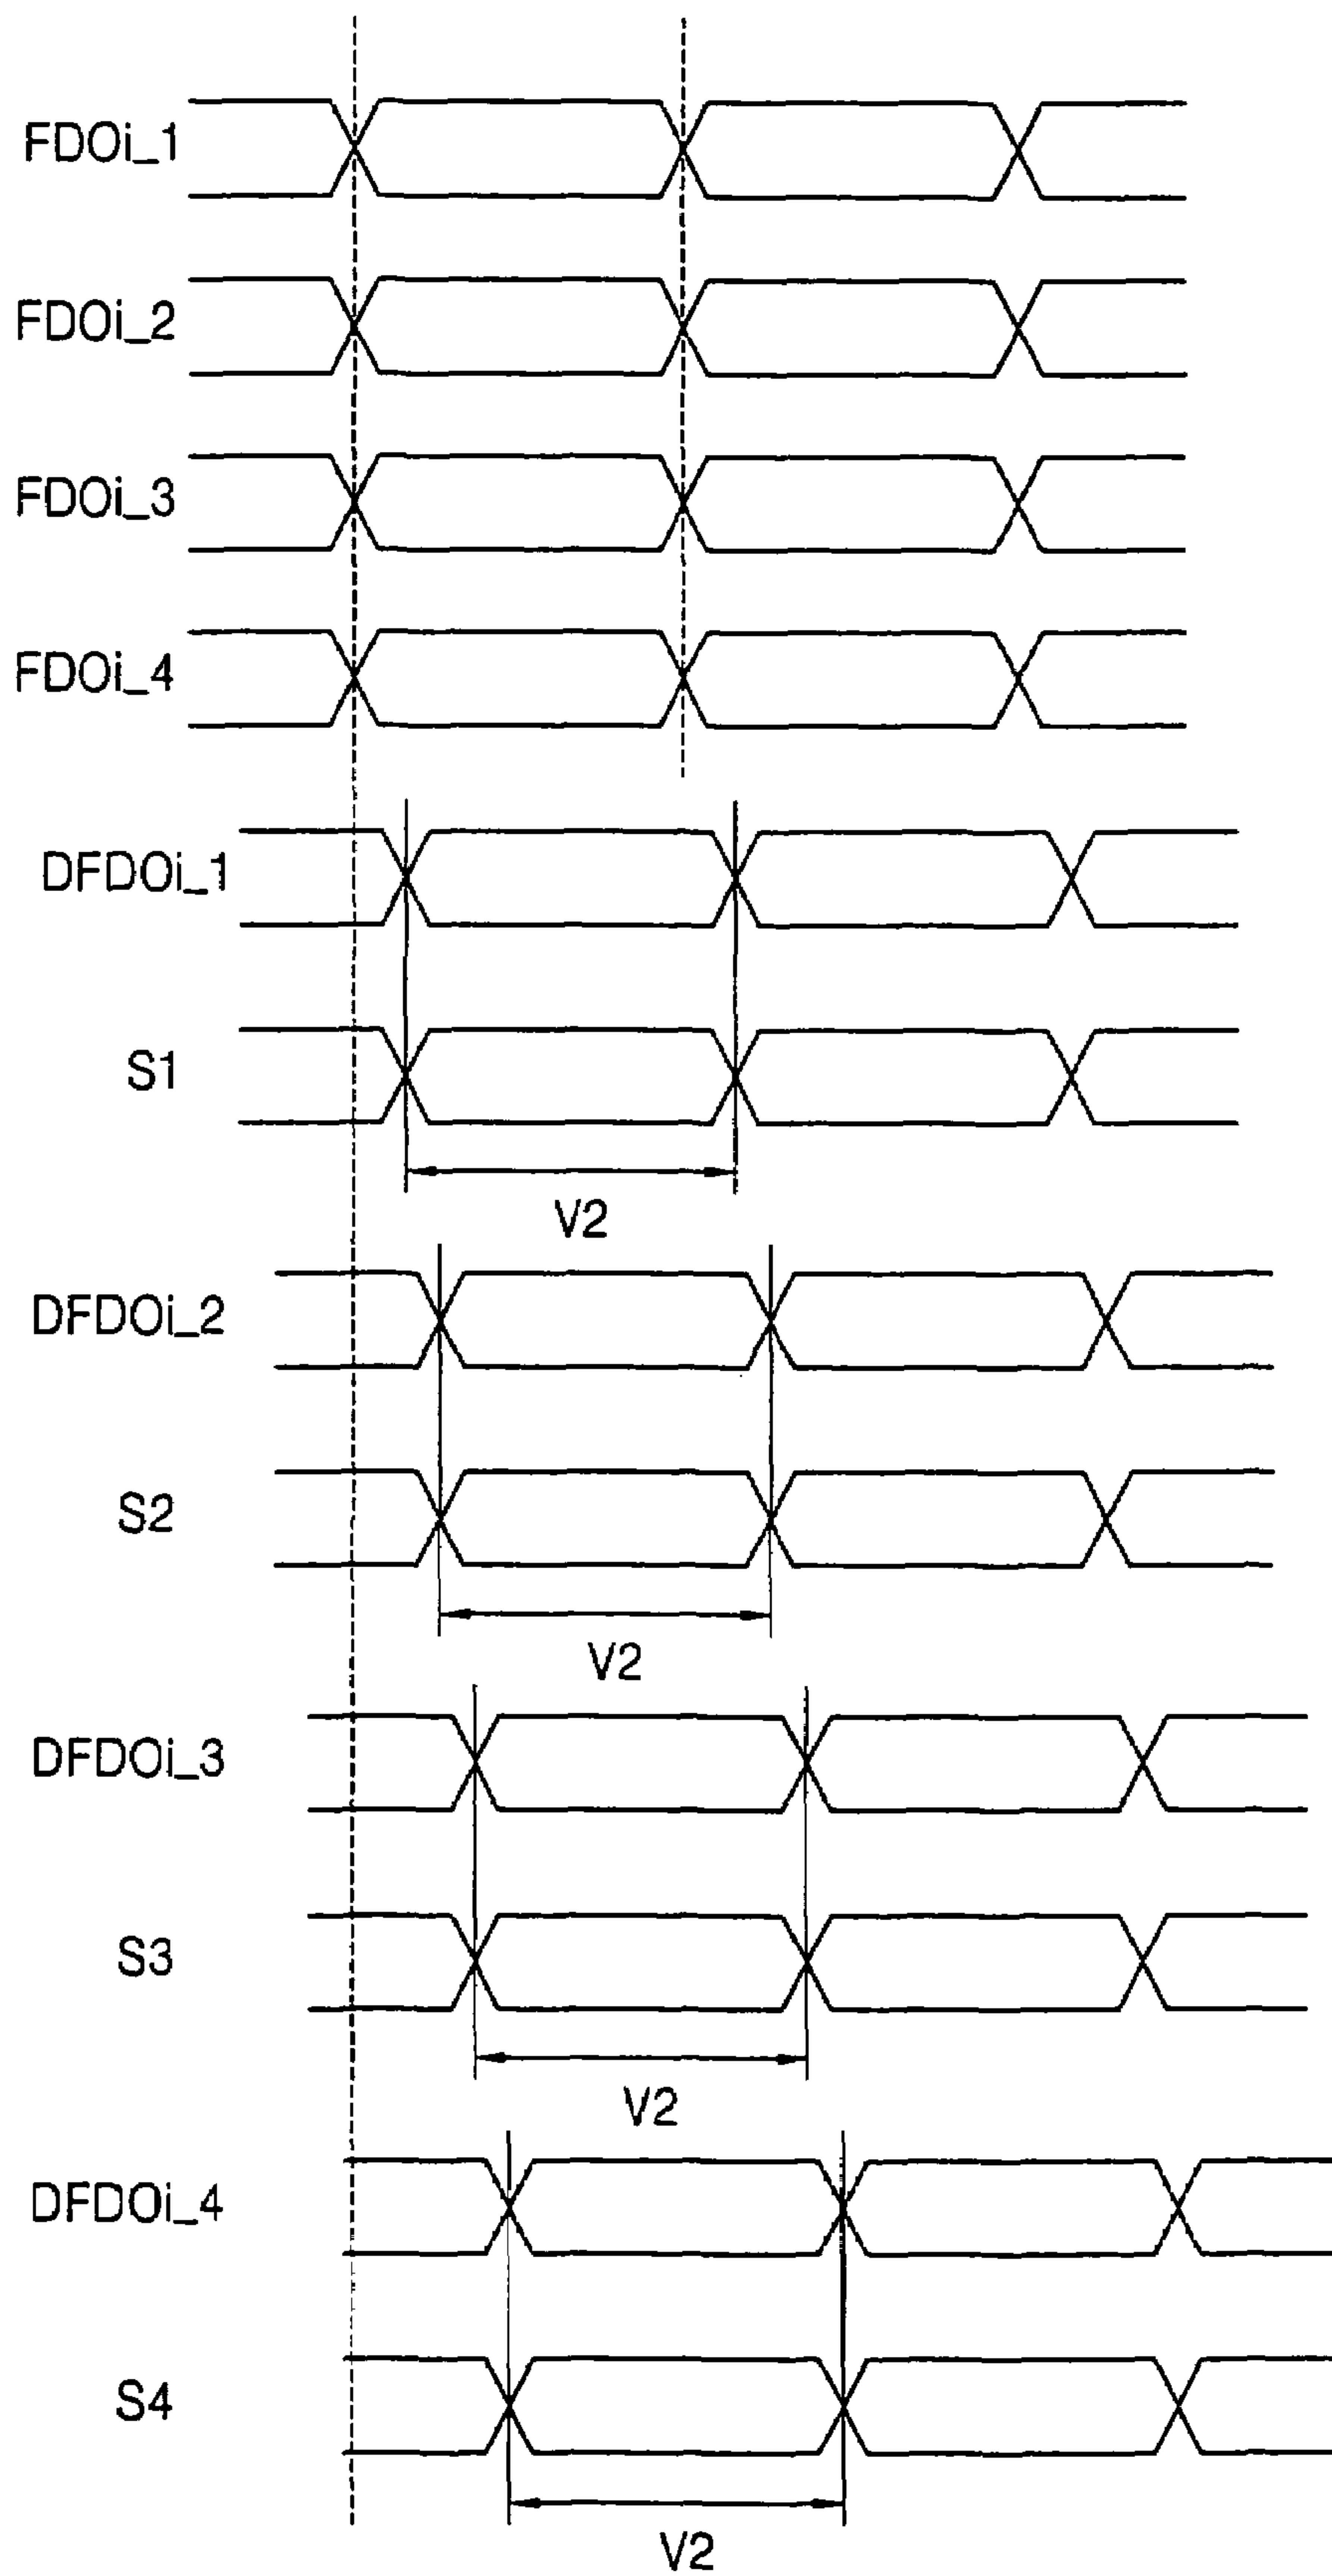 FDOi_1
FDOi_2
FDOi_3
FDOi_4
DFDOi_1
S1
V2
DFDOi_2
S2
V2
DFDOi_3
S3
V2
DFDOi_4
S4
V2